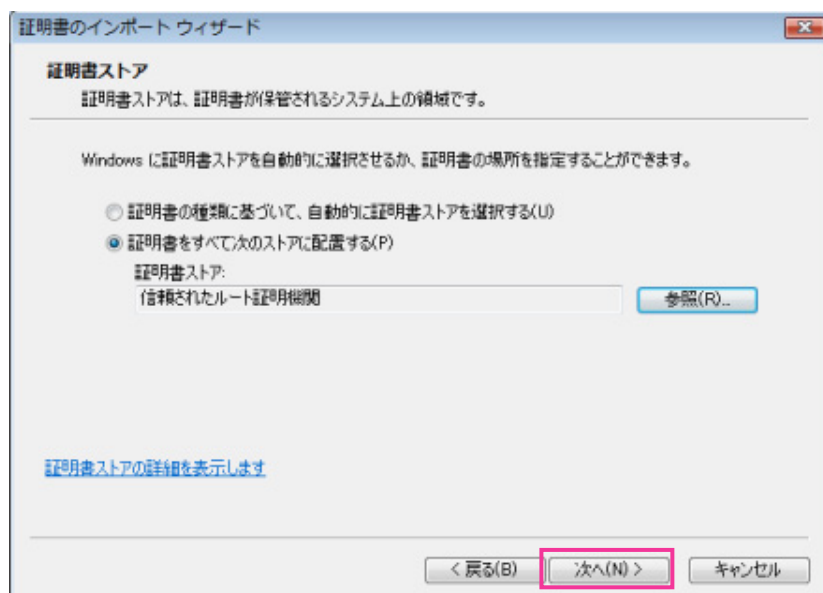 証明書のインポート ウィザード
証明書ストア
証明書ストアは、証明書が保管されるシステム上の領域です。
Windows に証明書ストアを自動的に選択させるか、証明書の場所を指定することができます。
証明書の種類に基づいて、自動的に証明書ストアを選択する(U)
証明書をすべて次のストアに配置する(P)
証明書ストア:
信頼されたルート証明機関
参照(R)...
証明書ストアの詳細を表示します
< 戻る(B)
次へ(N) >
キャンセル